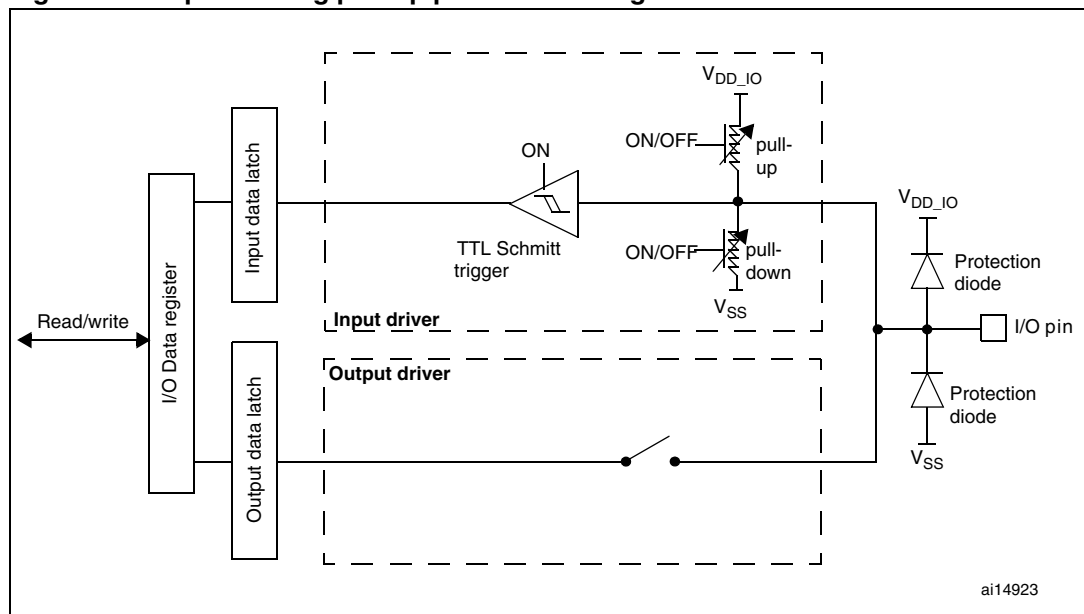 V_DD_IO
ON/OFF
pull-
up
ON
TTL Schmitt
trigger
ON/OFF
pull-
down
V_SS
Input driver
Input data latch
I/O Data register
Read/write
Output data latch
Output driver
V_DD_IO
Protection
diode
I/O pin
Protection
diode
V_SS
ai14923